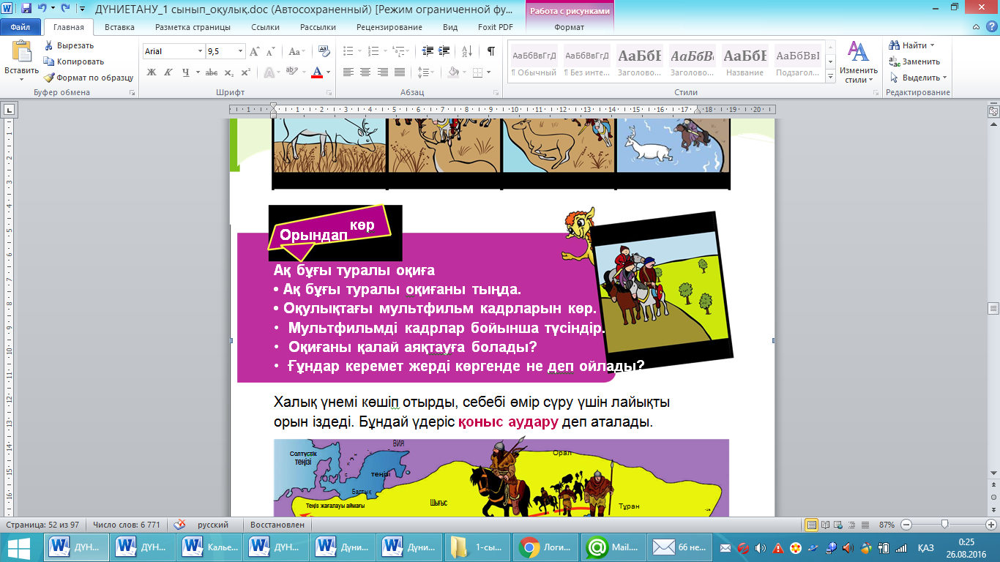 ДҮНИЕТАНУ_1 сынып_оқулық.doc (Автосохраненный) [Режим ограниченной фу...
Работа с рисунками
Файл Главная Вставка Разметка страницы Ссылки Рассылки Рецензирование Вид Foxit PDF Формат
Вставить
Вырезать
Копировать
Формат по образцу
Буфер обмена
Arial 9,5
Шрифт
Абзац
АаБбВвГгД АаБбВвГгД АаБбЕ АаБбВ АаБбЕ АаБбВвІ
¶ Обычный ¶ Без инте... Заголово... Заголово... Название Подзагол...
Стили
Изменить стили
Найти
Заменить
Выделить
Редактирование
Орындап көр
Ақ бұғы туралы оқиға
• Ақ бұғы туралы оқиғаны тыңда.
• Оқулықтағы мультфильм кадрларын көр.
• Мультфильмді кадрлар бойынша түсіндір.
• Оқиғаны қалай аяқтауға болады?
• Ғұндар керемет жерді көргенде не деп ойлады?
Халық үнемі көшіп отырды, себебі өмір сүру үшін лайықты
орын іздеді. Бұндай үдеріс қоныс аудару деп аталады.
ВИЯ
Солтүстік
теңізі
Орал
теңізі
Балтық
Теңіз жағалауы аймағы
Шығыс
Тұран
Страница: 52 из 97 Число слов: 6 771 русский Восстановлен 87%
ДҮН... ДҮН... Калье... ДҮН... Дүни... Дүни... 1-сы... Логи... Mail.... 66 не...
ҚАЗ
0:25
26.08.2016